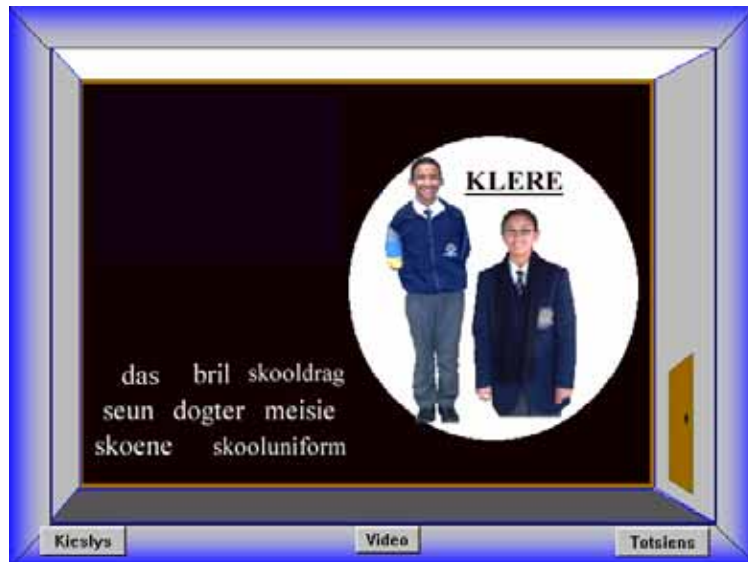 KLERE
das bril skooldrag
seun dogter meisie
skoene skooluniform
Kieslys Video Totsiens